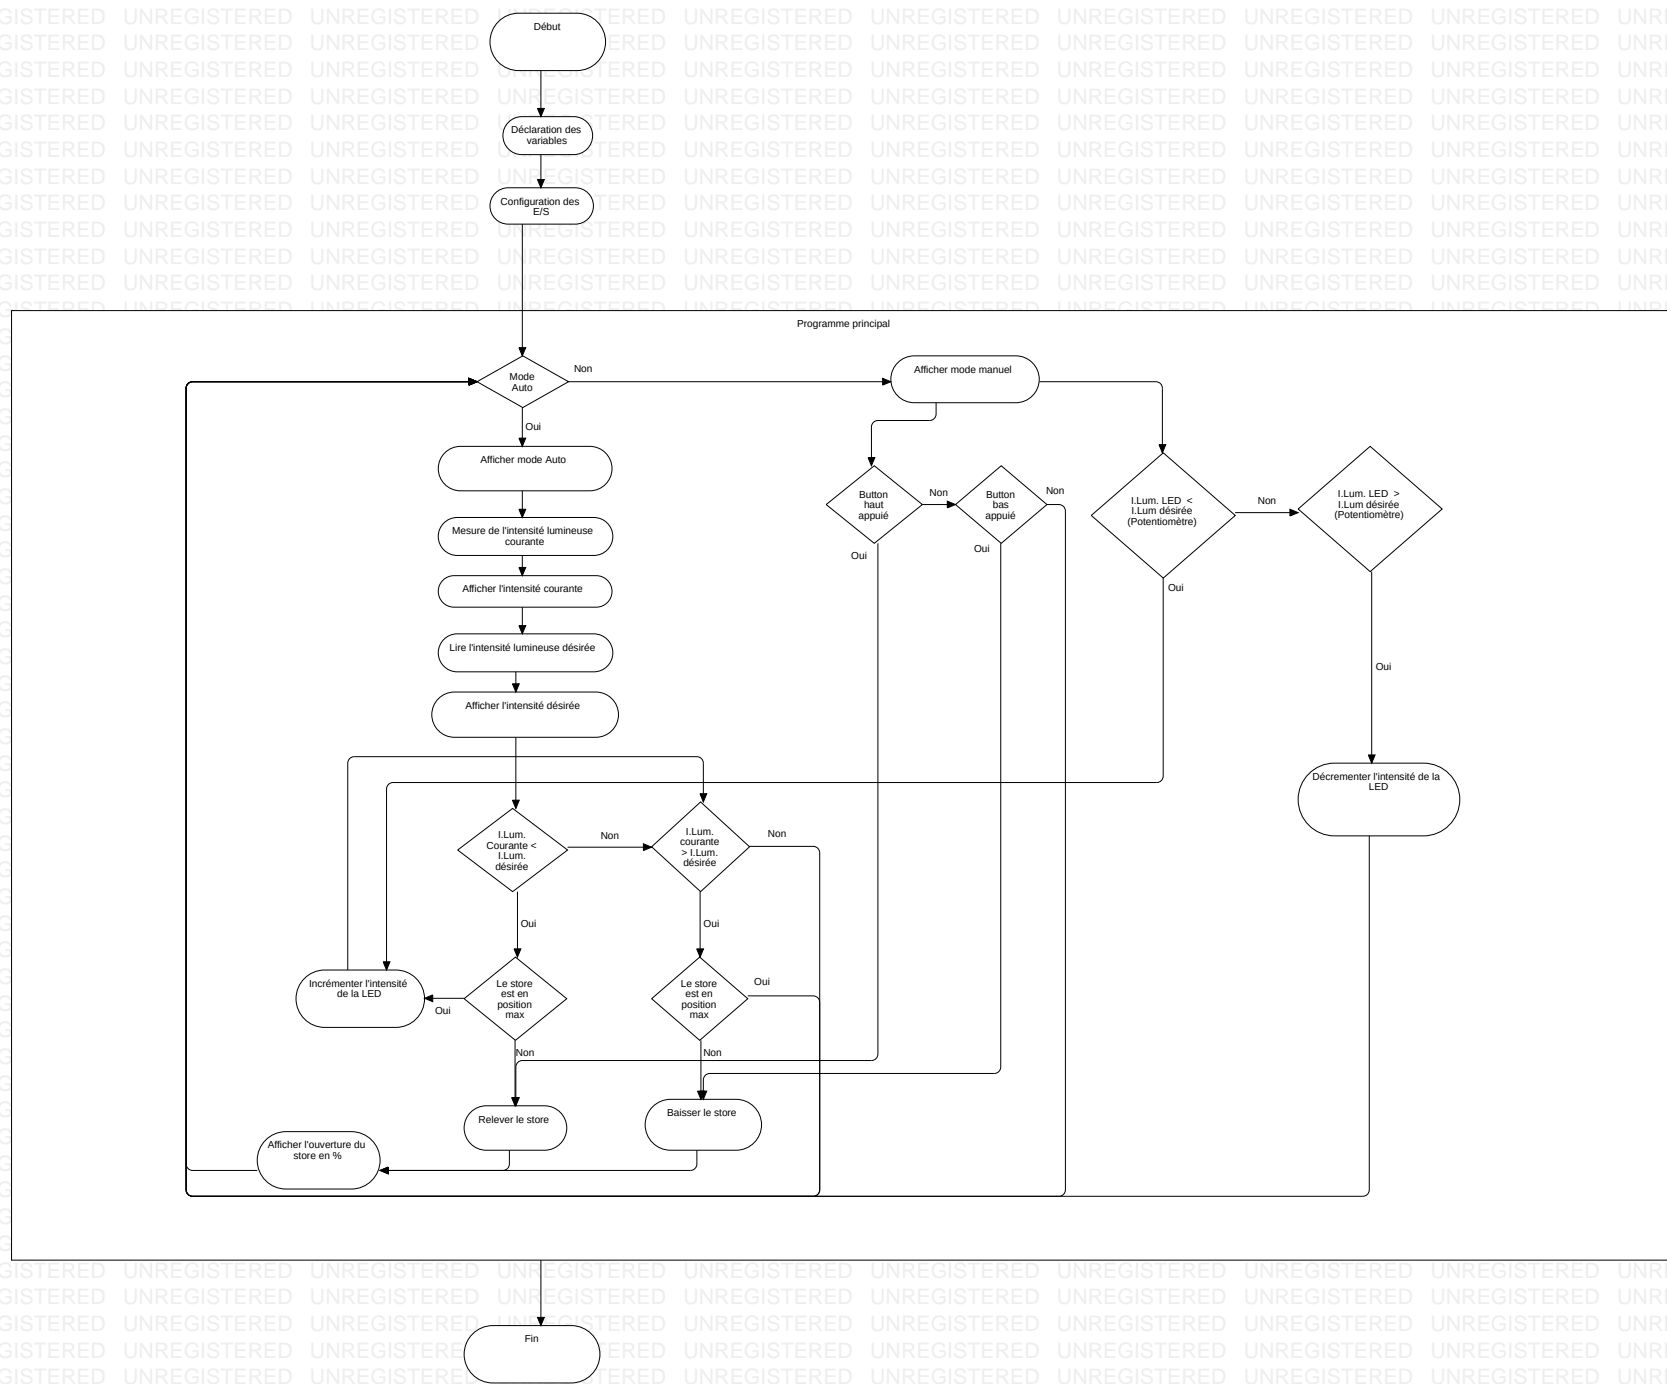 Début
Déclaration des
variables
Configuration des
E/S
Programme principal
Mode
Auto
Non
Afficher mode manuel
Oui
Afficher mode Auto
Button
haut
appuié
Non
Button
bas
appuié
Non
I.Lum. LED <
I.Lum désirée
(Potentiomètre)
Non
I.Lum. LED >
I.Lum désirée
(Potentiomètre)
Mesure de l'intensité lumineuse
courante
Oui
Oui
Oui
Afficher l'intensité courante
Lire l'intensité lumineuse désirée
Oui
Afficher l'intensité désirée
Décrementer l'intensité de la
LED
I.Lum.
Courante <
I.Lum.
désirée
Non
I.Lum.
courante
> I.Lum.
désirée
Non
Oui
Oui
Incrémenter l'intensité
de la LED
Oui
Le store
est en
position
max
Le store
est en
position
max
Oui
Non
Non
Relever le store
Baisser le store
Afficher l'ouverture du
store en %
Fin
UNREGISTERED